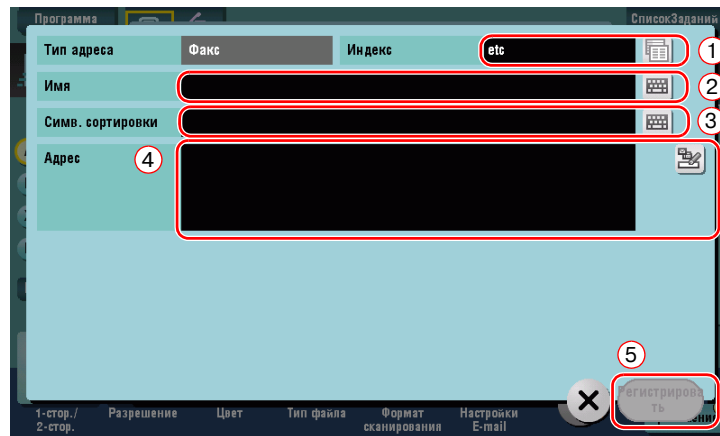 Программа
СписокЗаданий
Тип адреса Факс Индекс etc 1
Имя 2
Симв. сортировки 3
Адрес 4
5
Регистрирова
ть
1-стор./ Разрешение Цвет Тип файла Формат Настройки
2-стор. сканирования E-mail